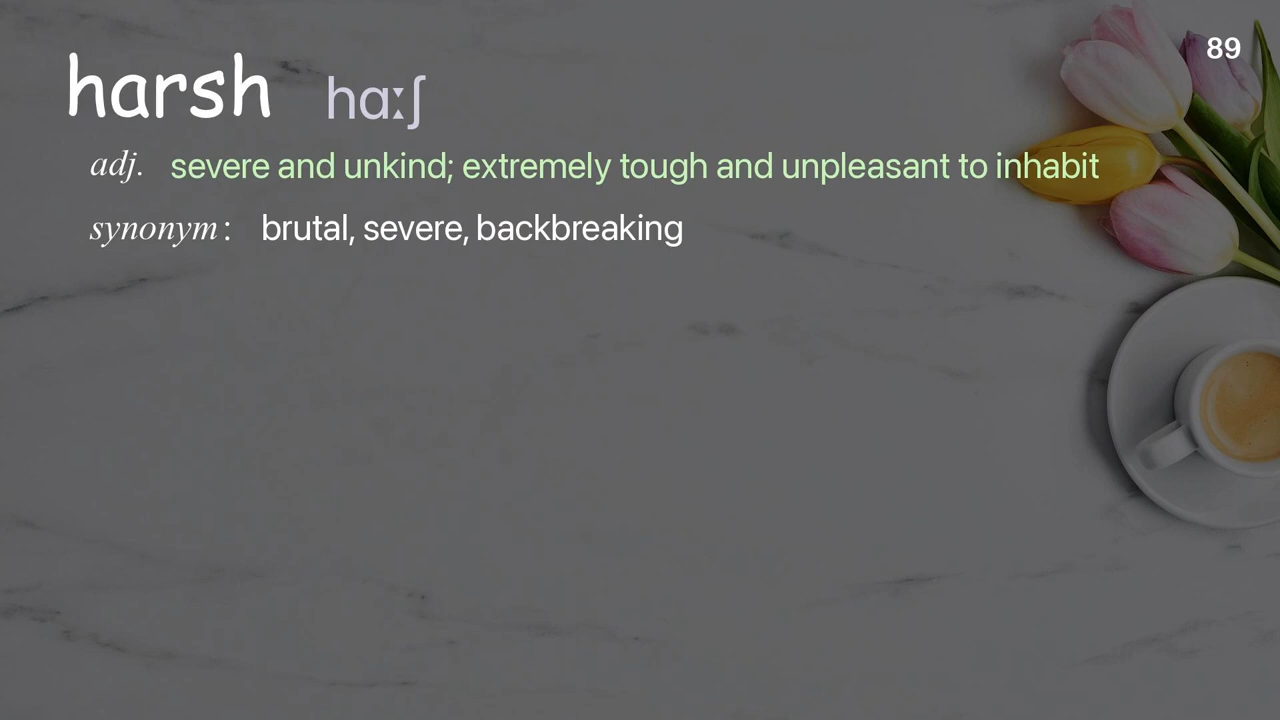 89
harsh hɑːʃ
adj. severe and unkind; extremely tough and unpleasant to inhabit
synonym : brutal, severe, backbreaking